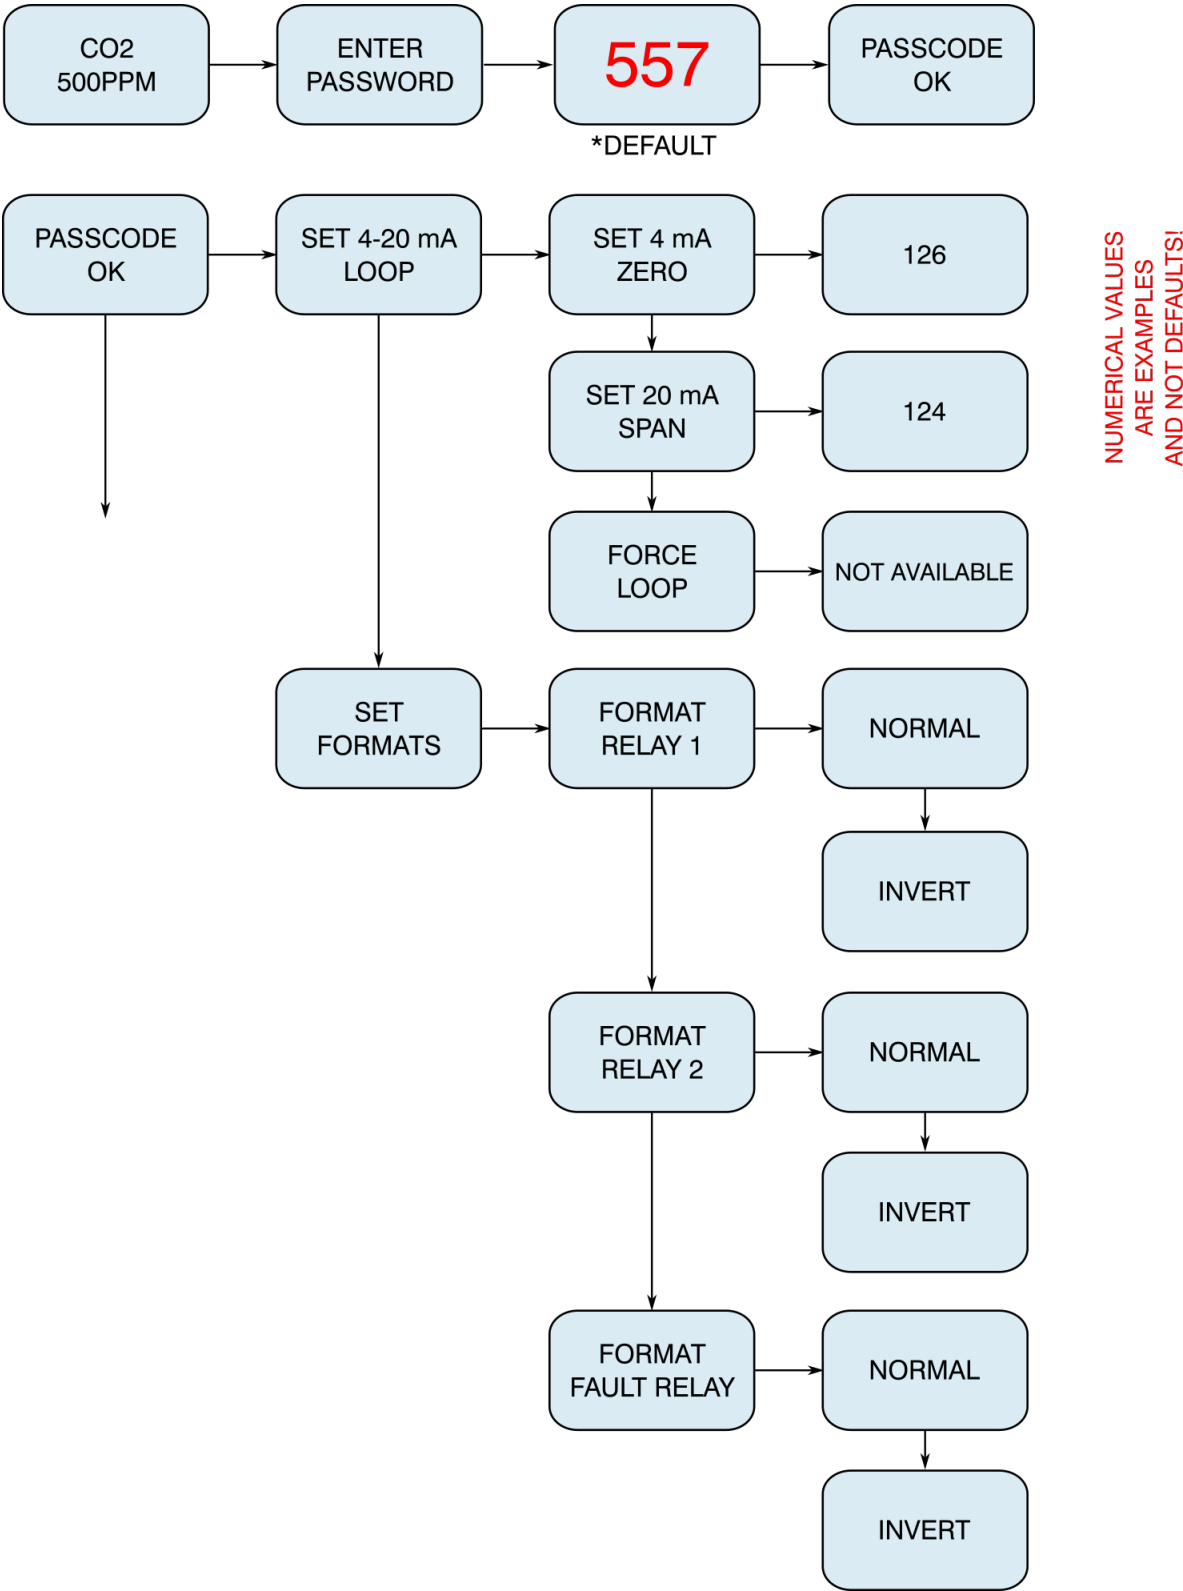 CO2
500PPM
ENTER
PASSWORD
557
*DEFAULT
PASSCODE
OK
PASSCODE
OK
SET 4-20 mA
LOOP
SET 4 mA
ZERO
126
SET 20 mA
SPAN
124
FORCE
LOOP
NOT AVAILABLE
NUMERICAL VALUES
ARE EXAMPLES
AND NOT DEFAULTS!
SET
FORMATS
FORMAT
RELAY 1
NORMAL
INVERT
FORMAT
RELAY 2
NORMAL
INVERT
FORMAT
FAULT RELAY
NORMAL
INVERT